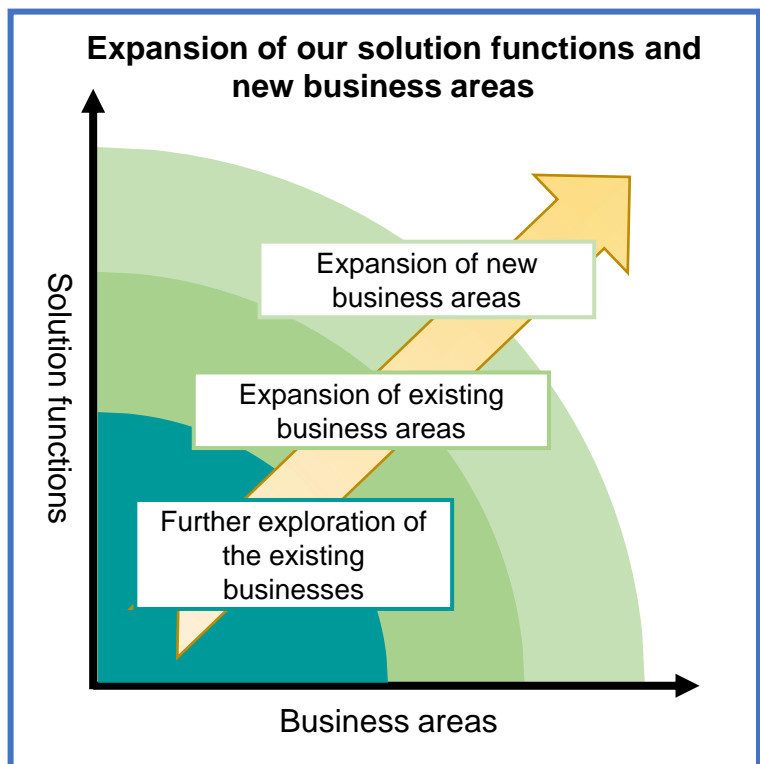 Expansion of our solution functions and
new business areas
Solution functions
Expansion of new
business areas
Expansion of existing
business areas
Further exploration of
the existing
businesses
Business areas